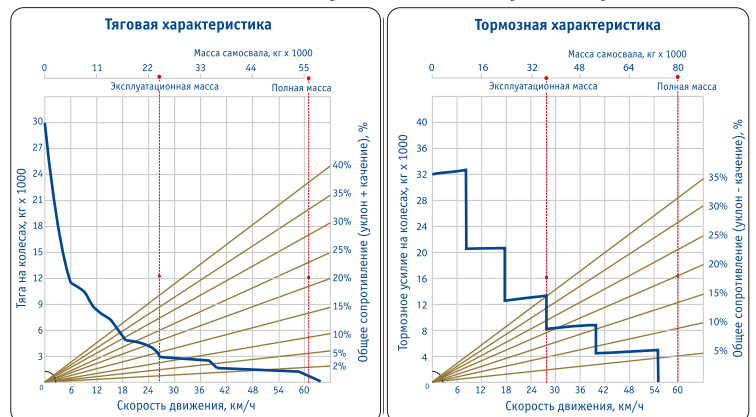 Тяговая характеристика
Масса самосвала, кг x 1000
0 11 22 33 44 55
Эксплуатационная масса
Полная масса
Тяга на колесах, кг x 1000
30
27
24
21
18
15
12
9
6
3
0
6 12 18 24 30 36 42 48 54 60
Скорость движения, км/ч
40%
35%
30%
25%
20%
15%
10%
5%
2%
Общее сопротивление (уклон + качение), %
Тормозная характеристика
Масса самосвала, кг x 1000
0 16 32 48 64 80
Эксплуатационная масса
Полная масса
Тормозное усилие на колесах, кг x 1000
40
36
32
28
24
20
16
12
8
4
0
6 12 18 24 30 36 42 48 54 60
Скорость движения, км/ч
35%
30%
25%
20%
15%
10%
5%
Общее сопротивление (уклон - качение), %